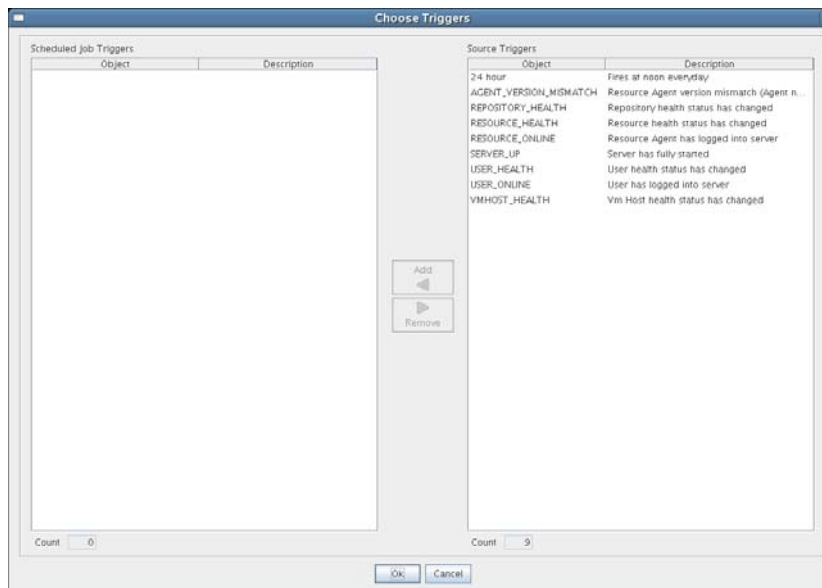 Choose Triggers
Scheduled Job Triggers
Object Description
Count 0
Add
Remove
Source Triggers
Object Description
24 hour Fires at noon everyday
AGENT_VERSION_MISMATCH Resource Agent version mismatch (Agent n...
REPOSITORY_HEALTH Repository health status has changed
RESOURCE_HEALTH Resource health status has changed
RESOURCE_ONLINE Resource Agent has logged into server
SERVER_UP Server has fully started
USER_HEALTH User health status has changed
USER_ONLINE User has logged into server
VMHOST_HEALTH Vm Host health status has changed
Count 9
Ok Cancel